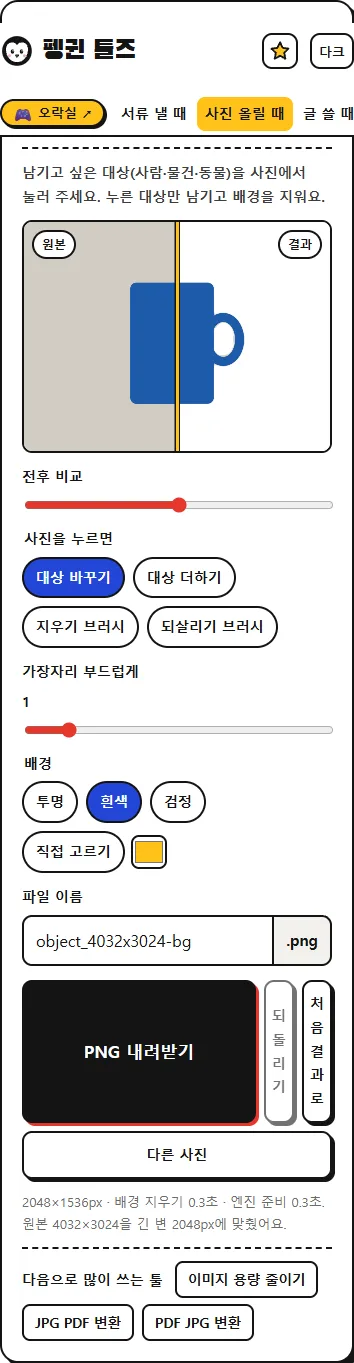 펭귄 툴즈
다크
🎮 오락실 ↗ 서류 낼 때 사진 올릴 때 글 쓸 때
남기고 싶은 대상(사람·물건·동물)을 사진에서
눌러 주세요. 누른 대상만 남기고 배경을 지워요.
원본 결과
전후 비교
사진을 누르면
대상 바꾸기 대상 더하기
지우기 브러시 되살리기 브러시
가장자리 부드럽게
1
배경
투명 흰색 검정
직접 고르기
파일 이름
object_4032x3024-bg .png
PNG 내려받기
되돌리기
처음 결과로
다른 사진
2048×1536px · 배경 지우기 0.3초 · 엔진 준비 0.3초.
원본 4032×3024을 긴 변 2048px에 맞췄어요.
다음으로 많이 쓰는 툴 이미지 용량 줄이기
JPG PDF 변환 PDF JPG 변환